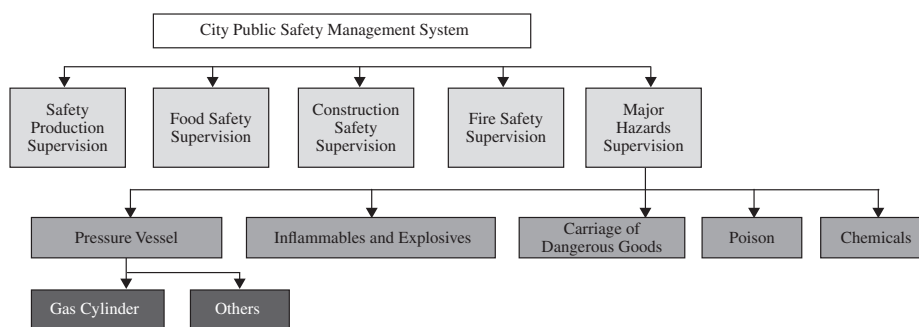 City Public Safety Management System
Safety
Production
Supervision
Food Safety
Supervision
Construction
Safety
Supervision
Fire Safety
Supervision
Major
Hazards
Supervision
Pressure Vessel
Inflammables and Explosives
Carriage of
Dangerous Goods
Poison
Chemicals
Gas Cylinder
Others